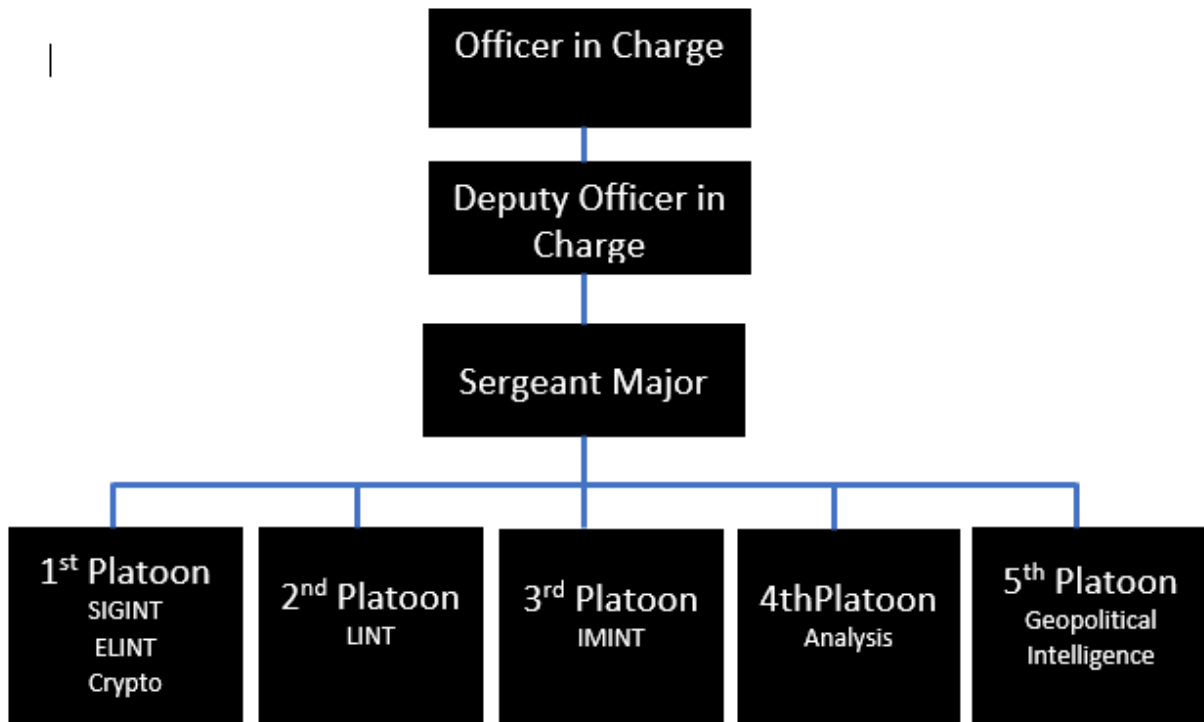 Officer in Charge
Deputy Officer in
Charge
Sergeant Major
1st Platoon
SIGINT
ELINT
Crypto
2nd Platoon
LINT
3rd Platoon
IMINT
4thPlatoon
Analysis
5th Platoon
Geopolitical
Intelligence